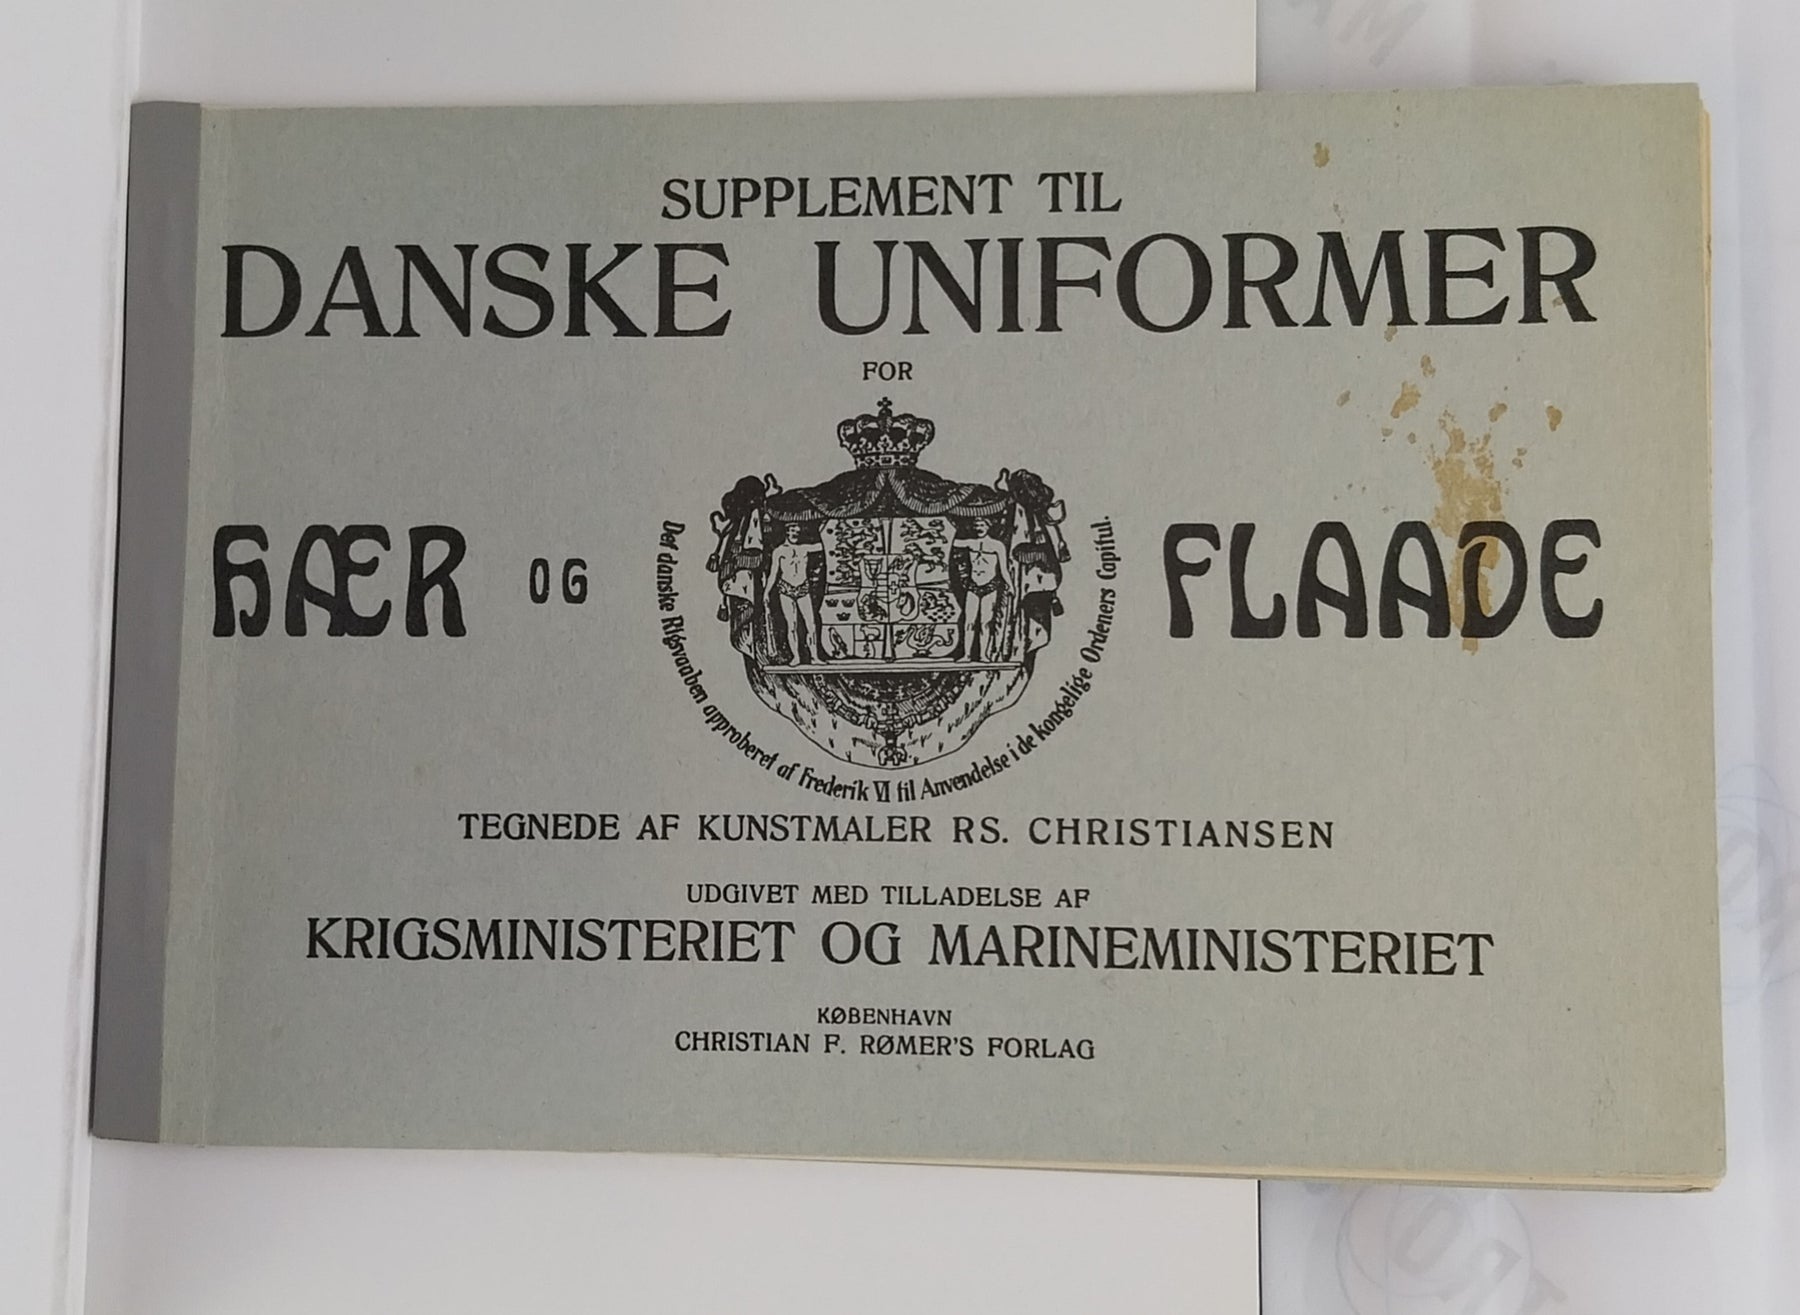 SUPPLEMENT TIL
DANSKE UNIFORMER
FOR
HÆR OG FLAADE
Det danske Rigsvaaben approberet af Frederik VI til Anvendelse i de kongelige Ordeners Capitul.
TEGNEDE AF KUNSTMALER RS. CHRISTIANSEN
UDGIVET MED TILLADELSE AF
KRIGSMINISTERIET OG MARINEMINISTERIET
KØBENHAVN
CHRISTIAN F. RØMER'S FORLAG